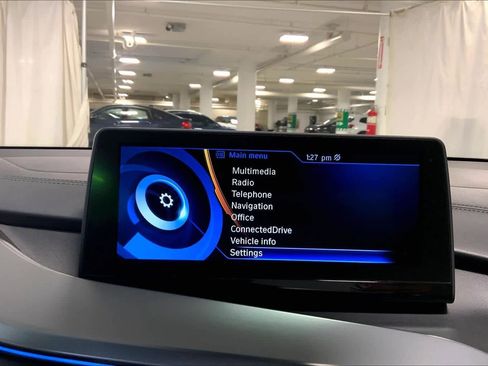 Main menu 1:27 pm
Multimedia
Radio
Telephone
Navigation
Office
ConnectedDrive
Vehicle info
Settings